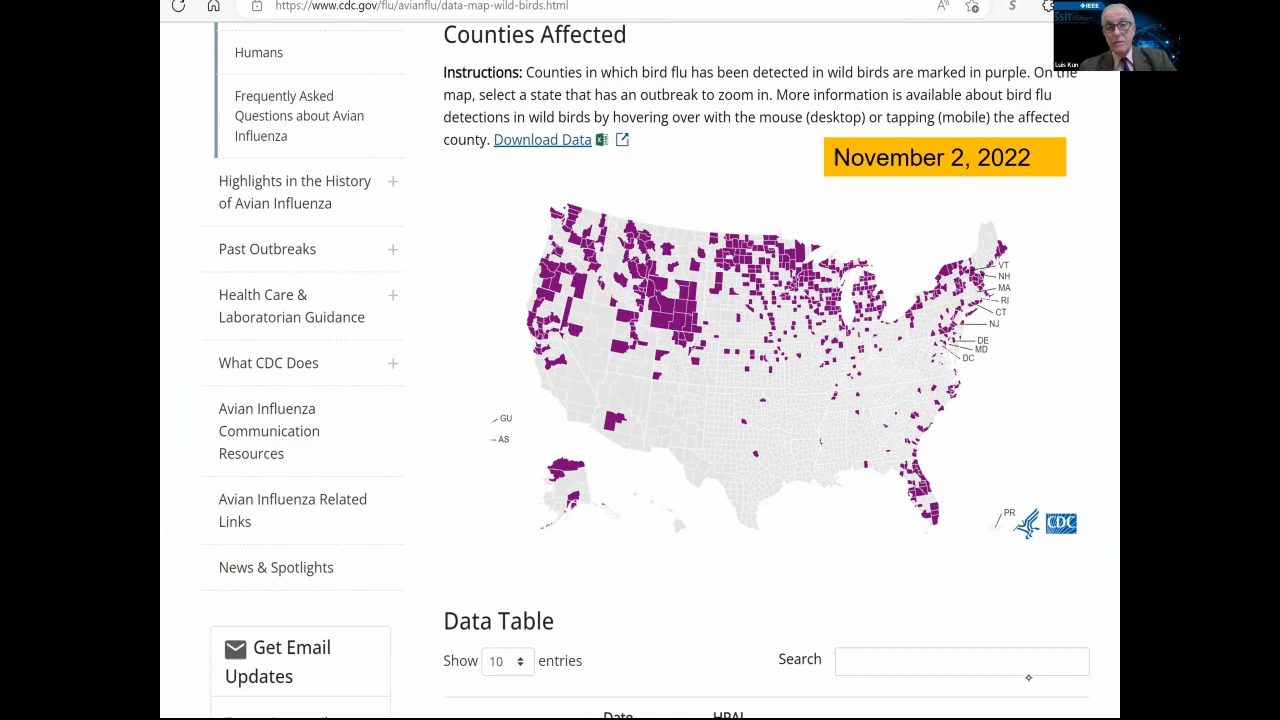 https://www.cdc.gov/flu/avianflu/data-map-wild-birds.html
IEEE
SSIT
Luis Kun
Humans
Frequently Asked
Questions about Avian
Influenza
Highlights in the History
of Avian Influenza
Past Outbreaks
Health Care &
Laboratorian Guidance
What CDC Does
Avian Influenza
Communication
Resources
Avian Influenza Related
Links
News & Spotlights
Get Email
Updates
Counties Affected
Instructions: Counties in which bird flu has been detected in wild birds are marked in purple. On the
map, select a state that has an outbreak to zoom in. More information is available about bird flu
detections in wild birds by hovering over with the mouse (desktop) or tapping (mobile) the affected
county. Download Data
November 2, 2022
VT
NH
MA
RI
CT
NJ
DE
MD
DC
GU
AS
PR
CDC
Data Table
Show 10 entries
Search
Date
HPAI